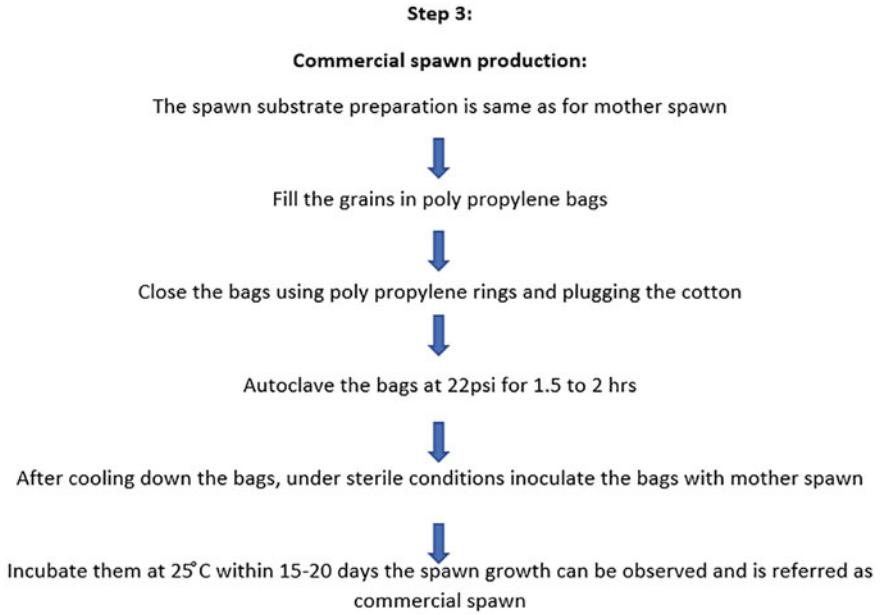 Step 3:
Commercial spawn production:
The spawn substrate preparation is same as for mother spawn
Fill the grains in poly propylene bags
Close the bags using poly propylene rings and plugging the cotton
Autoclave the bags at 22psi for 1.5 to 2 hrs
After cooling down the bags, under sterile conditions inoculate the bags with mother spawn
Incubate them at 25°C within 15-20 days the spawn growth can be observed and is referred as
commercial spawn